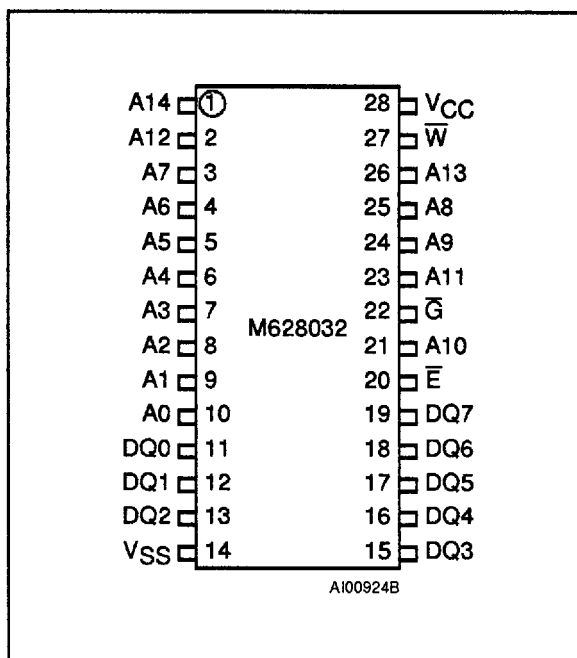 A14 1 28 VCC
A12 2 27 W̅
A7 3 26 A13
A6 4 25 A8
A5 5 24 A9
A4 6 23 A11
A3 7 22 G̅
M628032
A2 8 21 A10
A1 9 20 E̅
A0 10 19 DQ7
DQ0 11 18 DQ6
DQ1 12 17 DQ5
DQ2 13 16 DQ4
VSS 14 15 DQ3
AI00924B